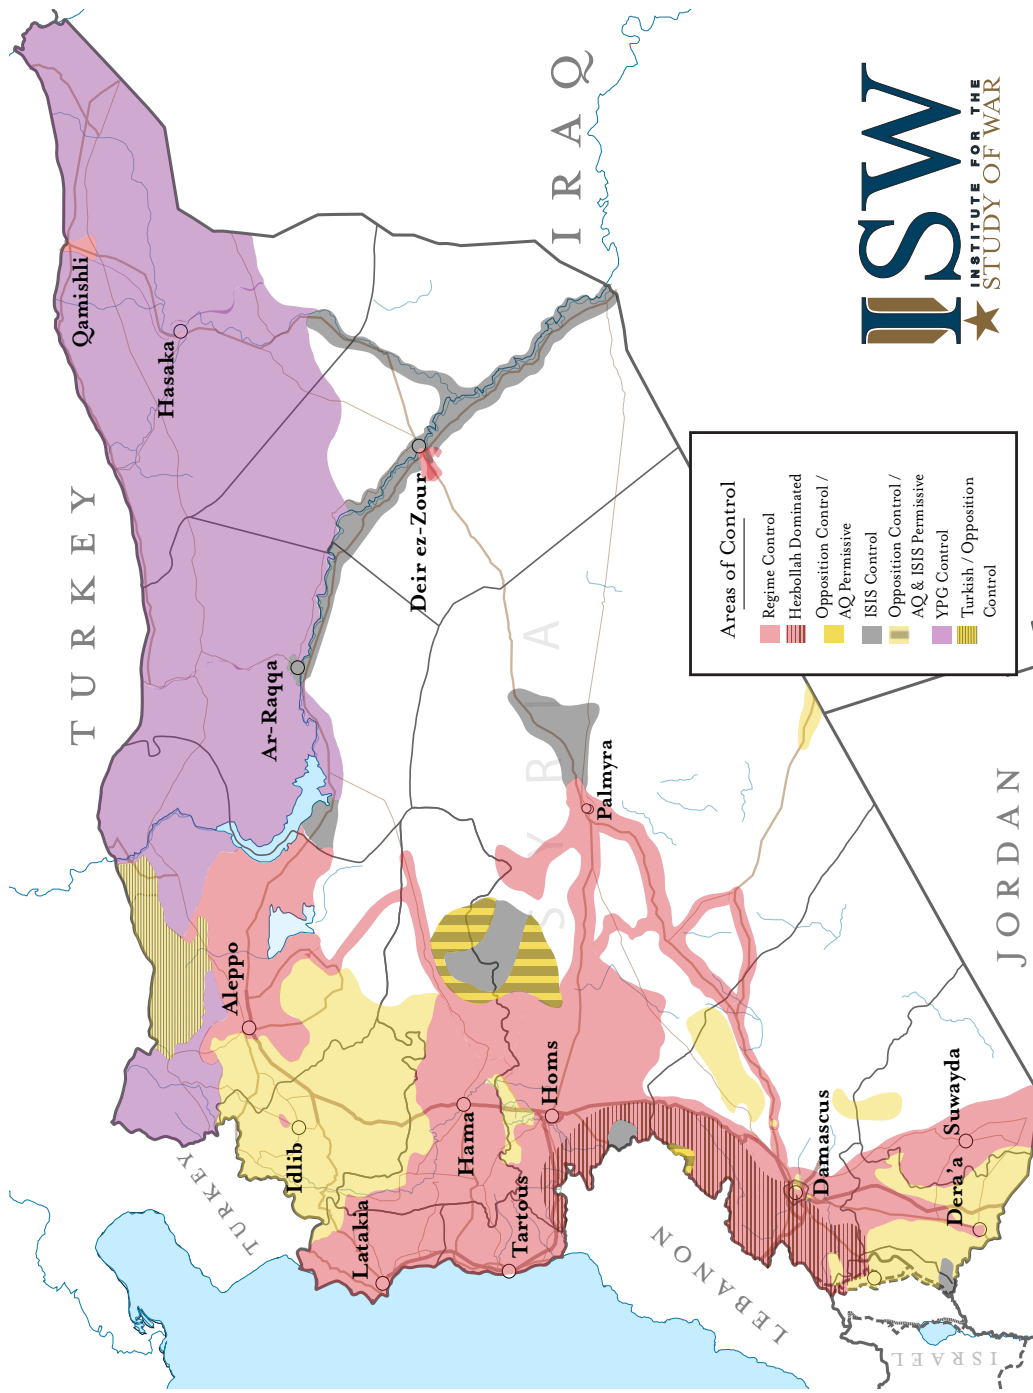 TURKEY
IRAQ
SYRIA
JORDAN
TURKEY
LEBANON
ISRAEL
Qamishli
Hasaka
Ar-Raqqa
Deir ez-Zour
Aleppo
Idlib
Latakia
Hama
Tartous
Homs
Palmyra
Damascus
Suwayda
Dera'a
Areas of Control
Regime Control
Hezbollah Dominated
Opposition Control /
AQ Permissive
ISIS Control
Opposition Control /
AQ & ISIS Permissive
YPG Control
Turkish / Opposition
Control
ISW
INSTITUTE FOR THE
STUDY OF WAR